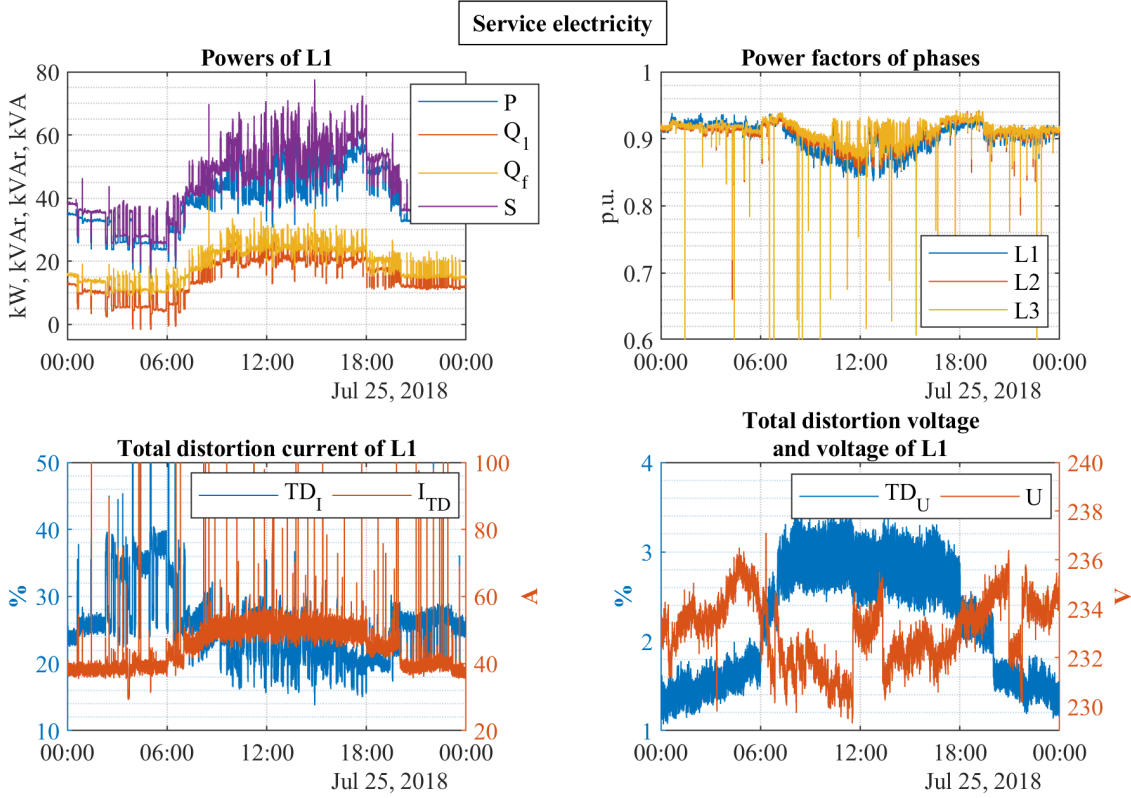 Service electricity
Powers of L1
80
60
40
20
0
kW, kVAr, kVAr, kVA
P
Q1
Qf
S
00:00 06:00 12:00 18:00 00:00
Jul 25, 2018
Power factors of phases
1
0.9
0.8
0.7
0.6
p.u.
L1
L2
L3
00:00 06:00 12:00 18:00 00:00
Jul 25, 2018
Total distortion current of L1
50
40
30
20
10
%
TDI ITD
100
80
60
40
20
A
00:00 06:00 12:00 18:00 00:00
Jul 25, 2018
Total distortion voltage
and voltage of L1
4
3
2
1
%
TDU U
240
238
236
234
232
230
V
00:00 06:00 12:00 18:00 00:00
Jul 25, 2018